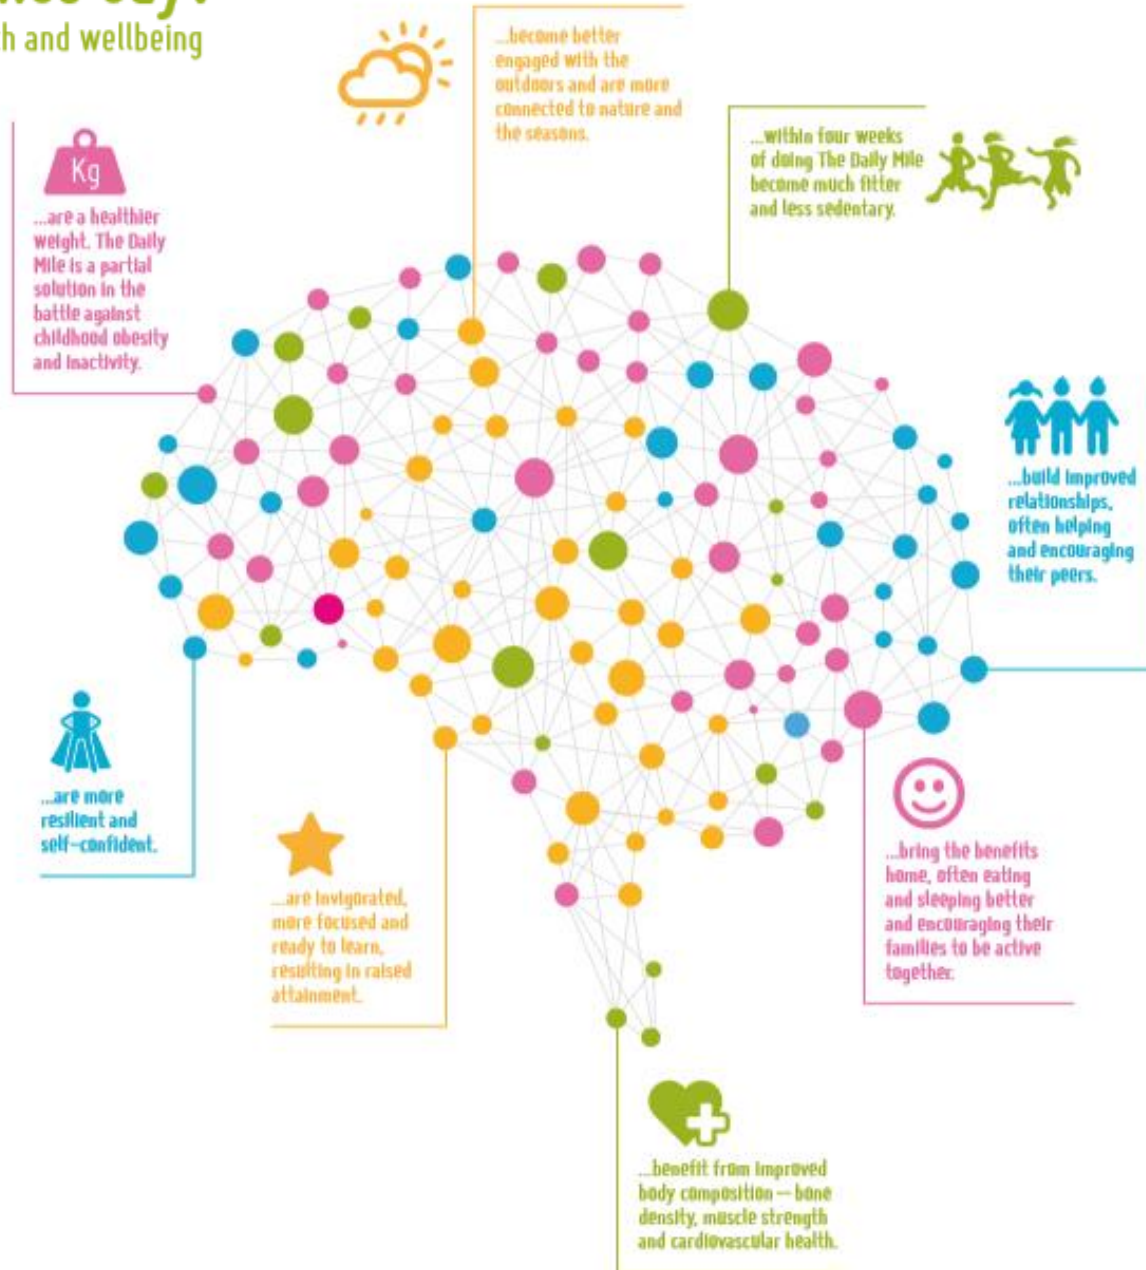 h and wellbeing
...become better
engaged with the
outdoors and are more
connected to nature and
the seasons.
...within four weeks
of doing The Daily Mile
become much fitter
and less sedentary.
Kg
...are a healthier
weight. The Daily
Mile is a partial
solution in the
battle against
childhood obesity
and inactivity.
...build improved
relationships,
often helping
and encouraging
their peers.
...are more
resilient and
self-confident.
...are invigorated,
more focused and
ready to learn,
resulting in raised
attainment.
...bring the benefits
home, often eating
and sleeping better
and encouraging their
families to be active
together.
...benefit from improved
body composition – bone
density, muscle strength
and cardiovascular health.